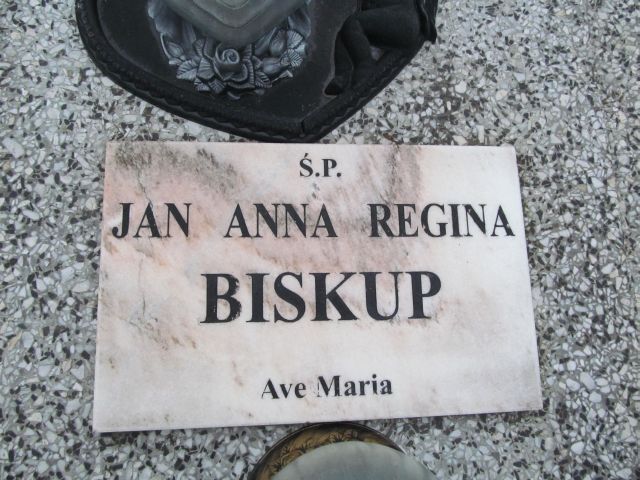 Ś.P.
JAN ANNA REGINA
BISKUP
Ave Maria